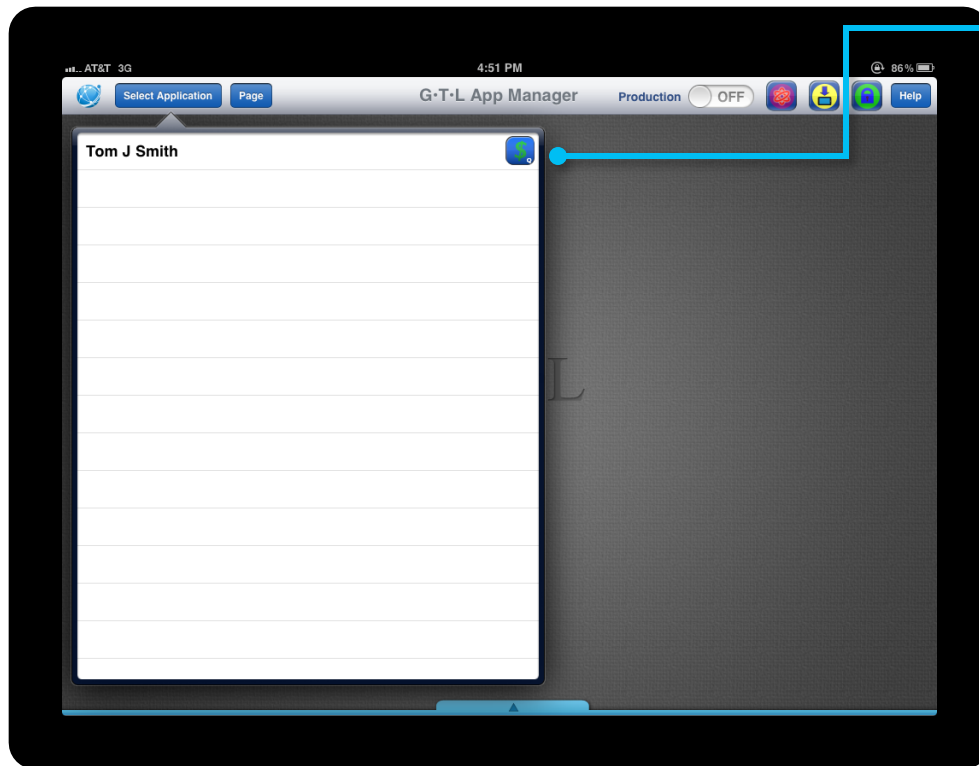 AT&T 3G 4:51 PM 86%
Select Application Page G·T·L App Manager Production OFF Help
Tom J Smith $ Q
L